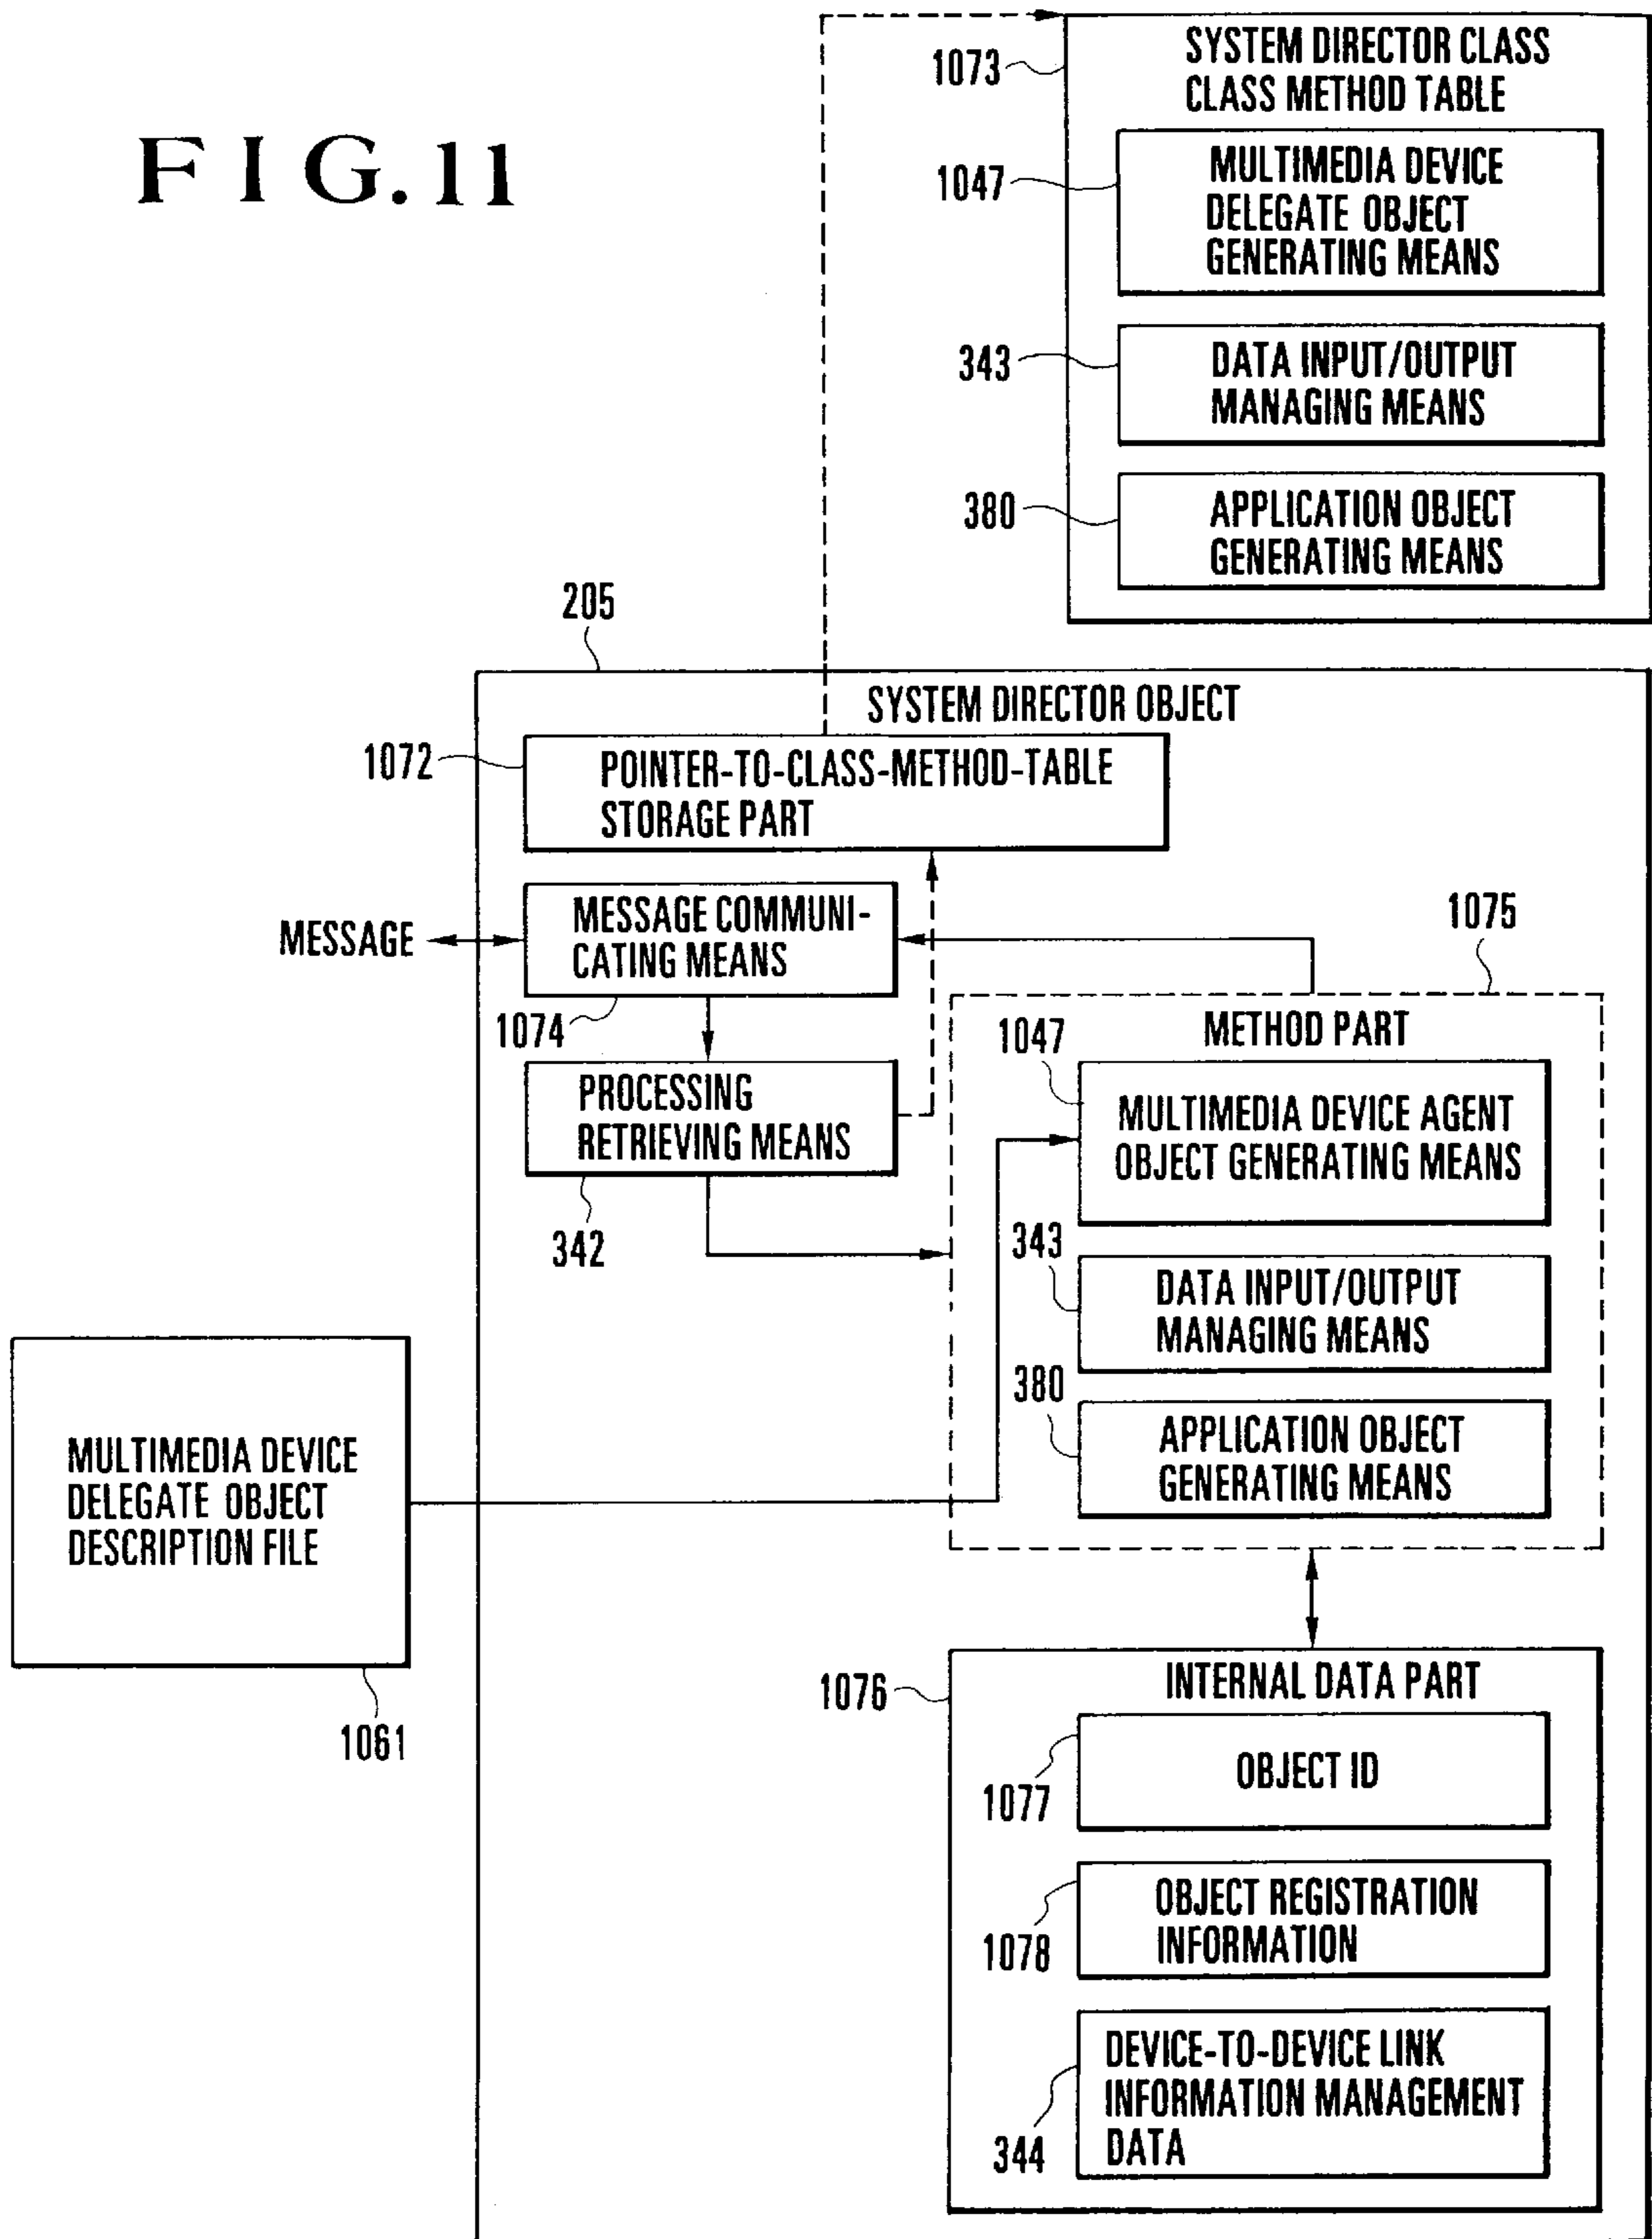 FIG.11
1073
SYSTEM DIRECTOR CLASS
CLASS METHOD TABLE
1047
MULTIMEDIA DEVICE
DELEGATE OBJECT
GENERATING MEANS
343
DATA INPUT/OUTPUT
MANAGING MEANS
380
APPLICATION OBJECT
GENERATING MEANS
205
SYSTEM DIRECTOR OBJECT
1072
POINTER-TO-CLASS-METHOD-TABLE
STORAGE PART
MESSAGE
MESSAGE COMMUNI-
CATING MEANS
1074
PROCESSING
RETRIEVING MEANS
342
1075
METHOD PART
1047
MULTIMEDIA DEVICE AGENT
OBJECT GENERATING MEANS
343
DATA INPUT/OUTPUT
MANAGING MEANS
380
APPLICATION OBJECT
GENERATING MEANS
MULTIMEDIA DEVICE
DELEGATE OBJECT
DESCRIPTION FILE
1061
1076
INTERNAL DATA PART
1077
OBJECT ID
1078
OBJECT REGISTRATION
INFORMATION
344
DEVICE-TO-DEVICE LINK
INFORMATION MANAGEMENT
DATA